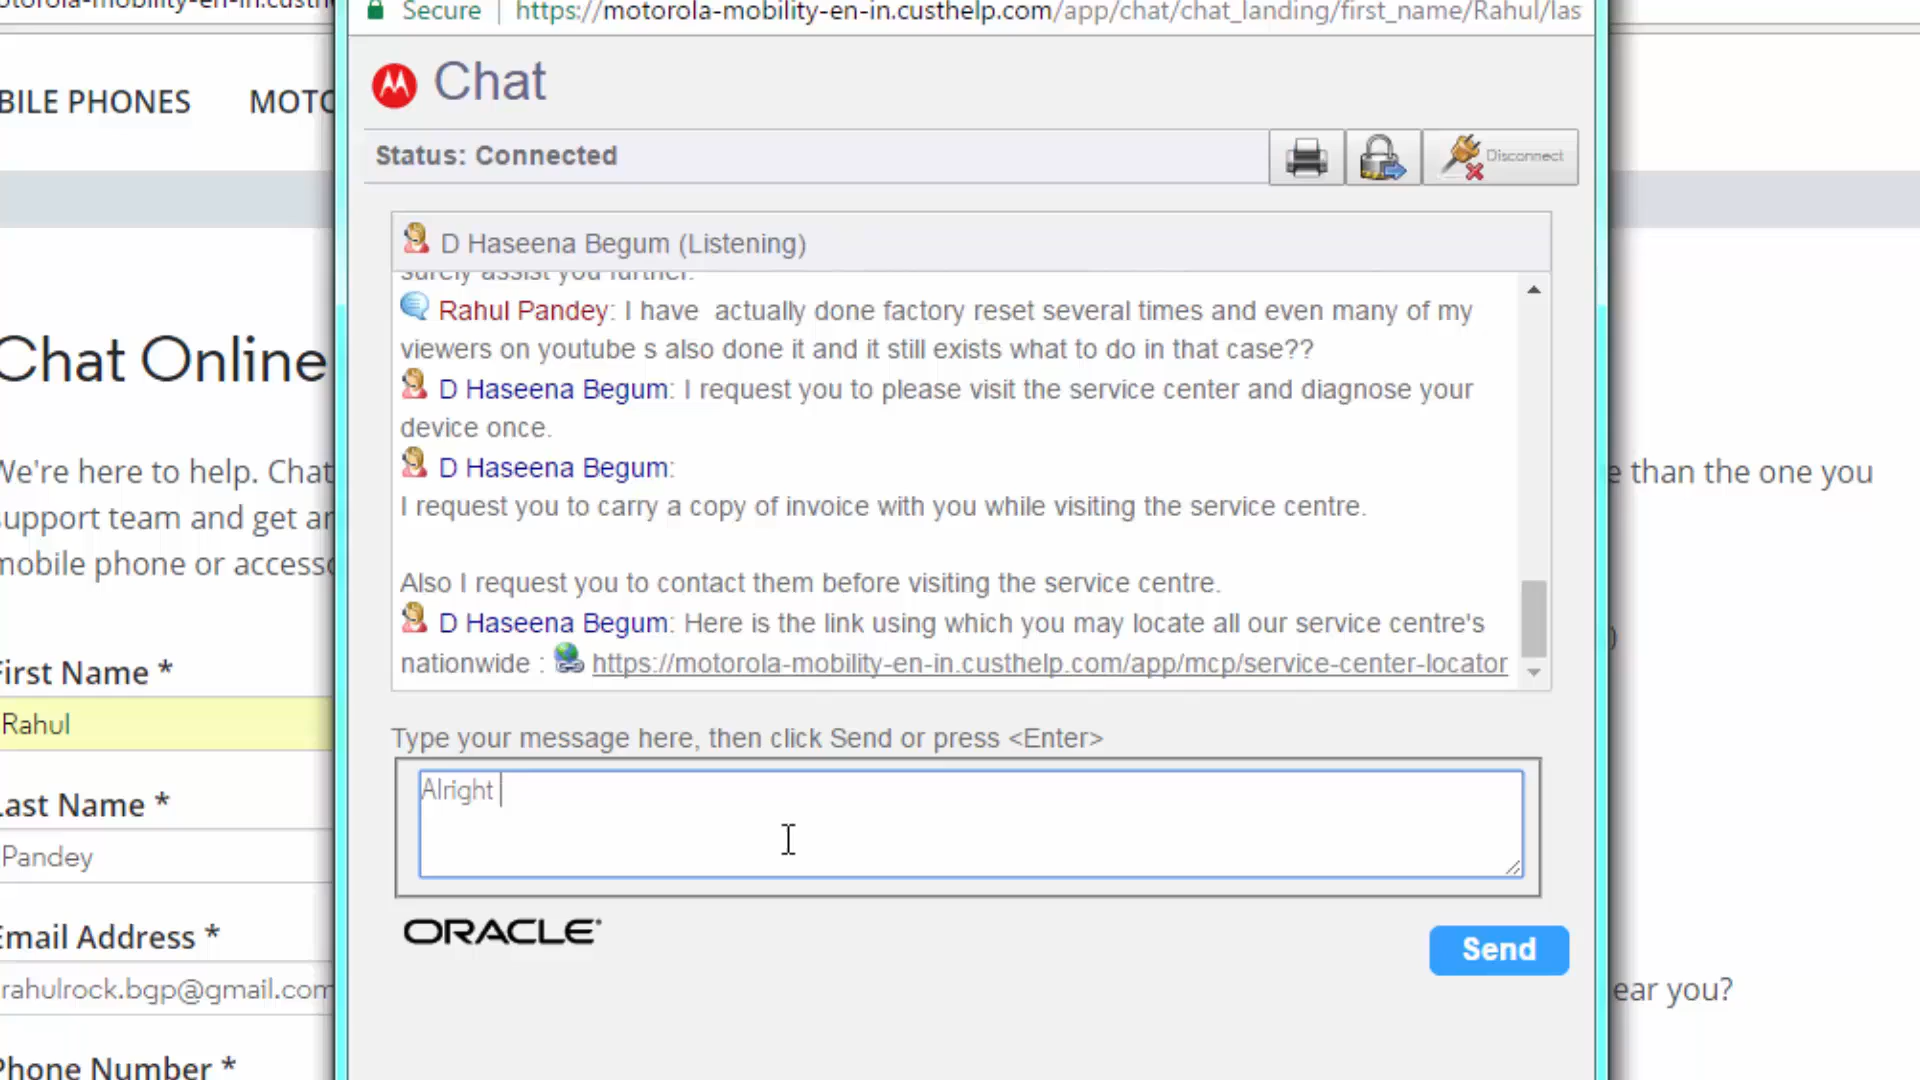 Secure | https://motorola-mobility-en-in.custhelp.com/app/chat/chat_landing/first_name/Rahul/las
Chat
BILE PHONES MOTO
Status: Connected
Disconnect
D Haseena Begum (Listening)
surely assist you further.
Rahul Pandey: I have actually done factory reset several times and even many of my
viewers on youtube s also done it and it still exists what to do in that case??
D Haseena Begum: I request you to please visit the service center and diagnose your
device once.
D Haseena Begum:
I request you to carry a copy of invoice with you while visiting the service centre.
Also I request you to contact them before visiting the service centre.
D Haseena Begum: Here is the link using which you may locate all our service centre's
nationwide : https://motorola-mobility-en-in.custhelp.com/app/mcp/service-center-locator
Type your message here, then click Send or press <Enter>
Alright
ORACLE
Send
Chat Online
We're here to help. Chat
support team and get an
mobile phone or accesso
e than the one you
)
First Name *
Rahul
Last Name *
Pandey
Email Address *
rahulrock.bgp@gmail.com
ear you?
Phone Number *